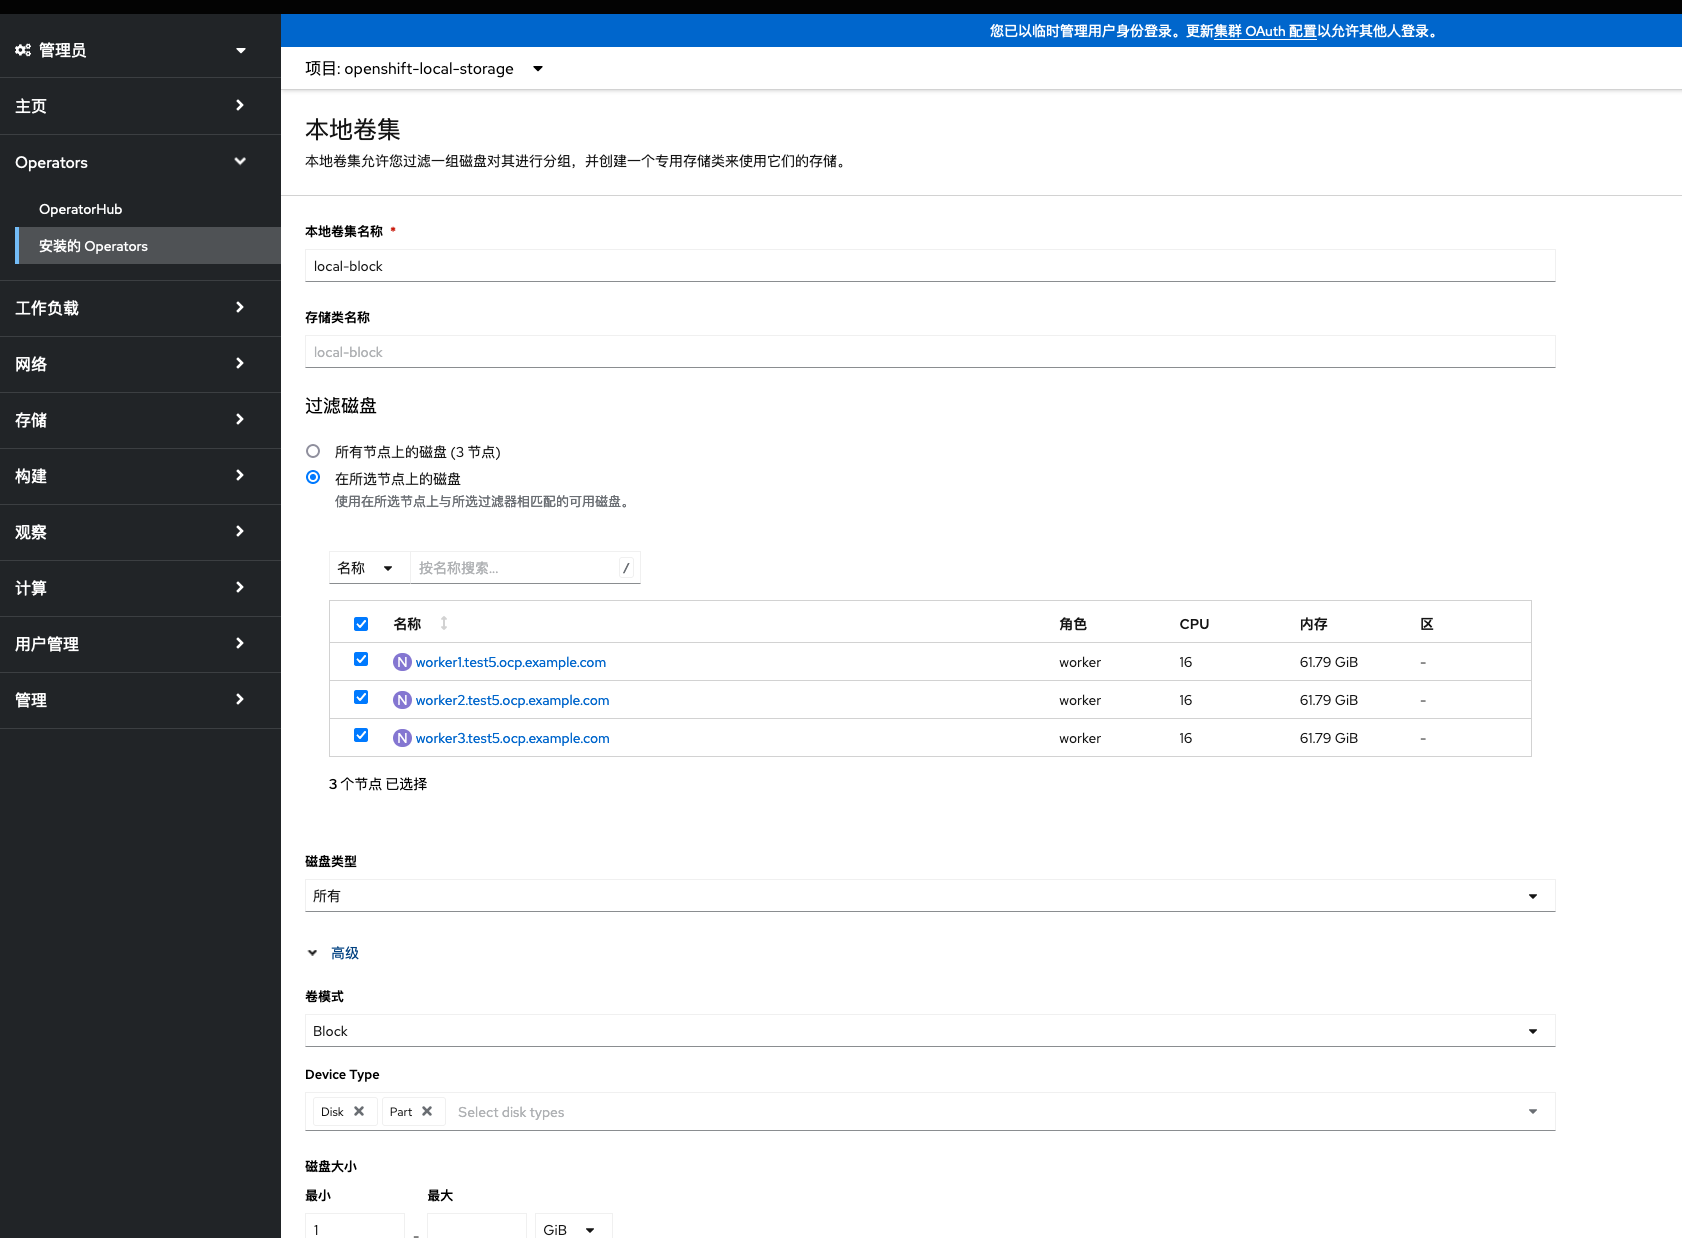 您已以临时管理用户身份登录。更新集群 OAuth 配置以允许其他人登录。
管理员
主页
Operators
OperatorHub
安装的 Operators
工作负载
网络
存储
构建
观察
计算
用户管理
管理
项目: openshift-local-storage
本地卷集
本地卷集允许您过滤一组磁盘对其进行分组，并创建一个专用存储类来使用它们的存储。
本地卷集名称 *
local-block
存储类名称
local-block
过滤磁盘
所有节点上的磁盘 (3 节点)
在所选节点上的磁盘
使用在所选节点上与所选过滤器相匹配的可用磁盘。
名称 按名称搜索... /
名称 角色 CPU 内存 区
N worker1.test5.ocp.example.com worker 16 61.79 GiB -
N worker2.test5.ocp.example.com worker 16 61.79 GiB -
N worker3.test5.ocp.example.com worker 16 61.79 GiB -
3 个节点 已选择
磁盘类型
所有
高级
卷模式
Block
Device Type
Disk Part Select disk types
磁盘大小
最小 最大
1 - GiB